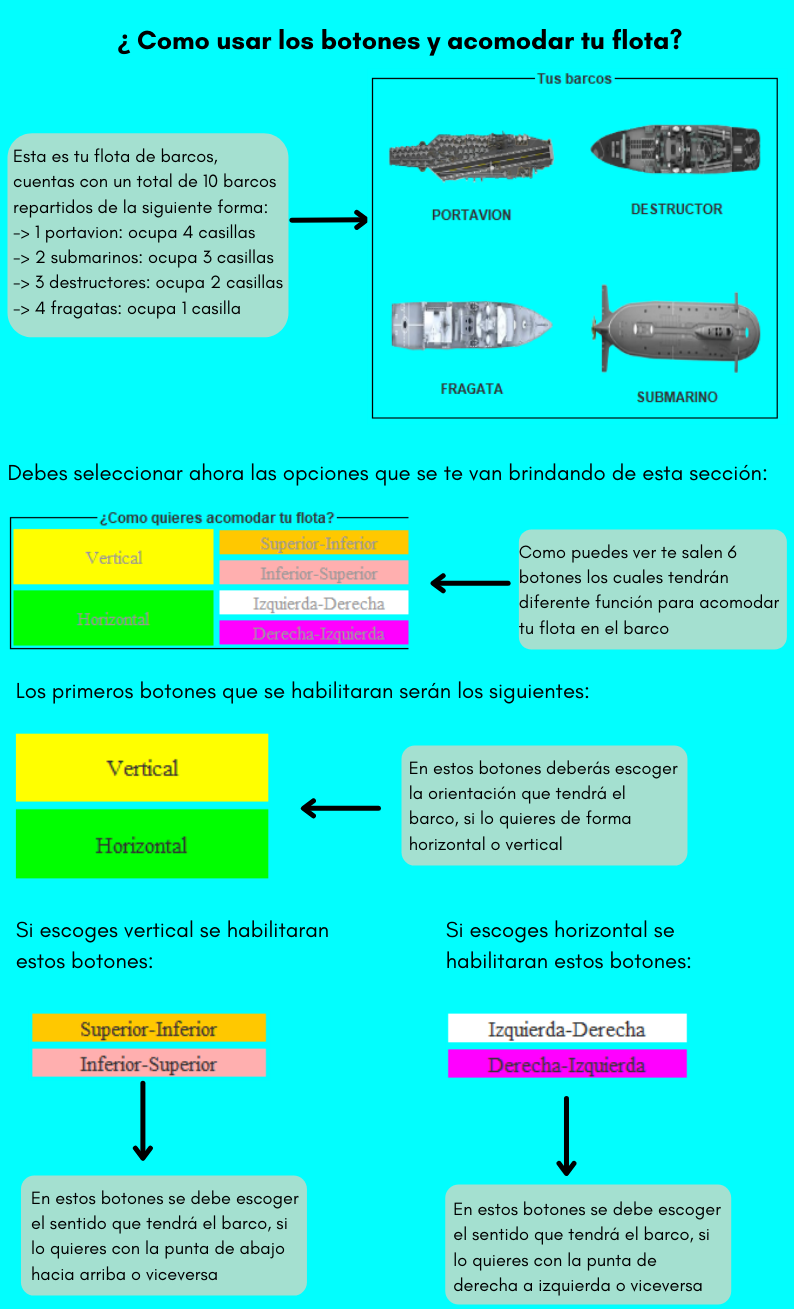 ¿ Como usar los botones y acomodar tu flota?
Tus barcos
Esta es tu flota de barcos,
cuentas con un total de 10 barcos
repartidos de la siguiente forma:
-> 1 portavion: ocupa 4 casillas
-> 2 submarinos: ocupa 3 casillas
-> 3 destructores: ocupa 2 casillas
-> 4 fragatas: ocupa 1 casilla
PORTAVION
DESTRUCTOR
FRAGATA
SUBMARINO
Debes seleccionar ahora las opciones que se te van brindando de esta sección:
¿Como quieres acomodar tu flota?
Vertical
Horizontal
Superior-Inferior
Inferior-Superior
Izquierda-Derecha
Derecha-Izquierda
Como puedes ver te salen 6
botones los cuales tendrán
diferente función para acomodar
tu flota en el barco
Los primeros botones que se habilitaran serán los siguientes:
Vertical
Horizontal
En estos botones deberás escoger
la orientación que tendrá el
barco, si lo quieres de forma
horizontal o vertical
Si escoges vertical se habilitaran
estos botones:
Superior-Inferior
Inferior-Superior
En estos botones se debe escoger
el sentido que tendrá el barco, si
lo quieres con la punta de abajo
hacia arriba o viceversa
Si escoges horizontal se
habilitaran estos botones:
Izquierda-Derecha
Derecha-Izquierda
En estos botones se debe escoger
el sentido que tendrá el barco, si
lo quieres con la punta de
derecha a izquierda o viceversa